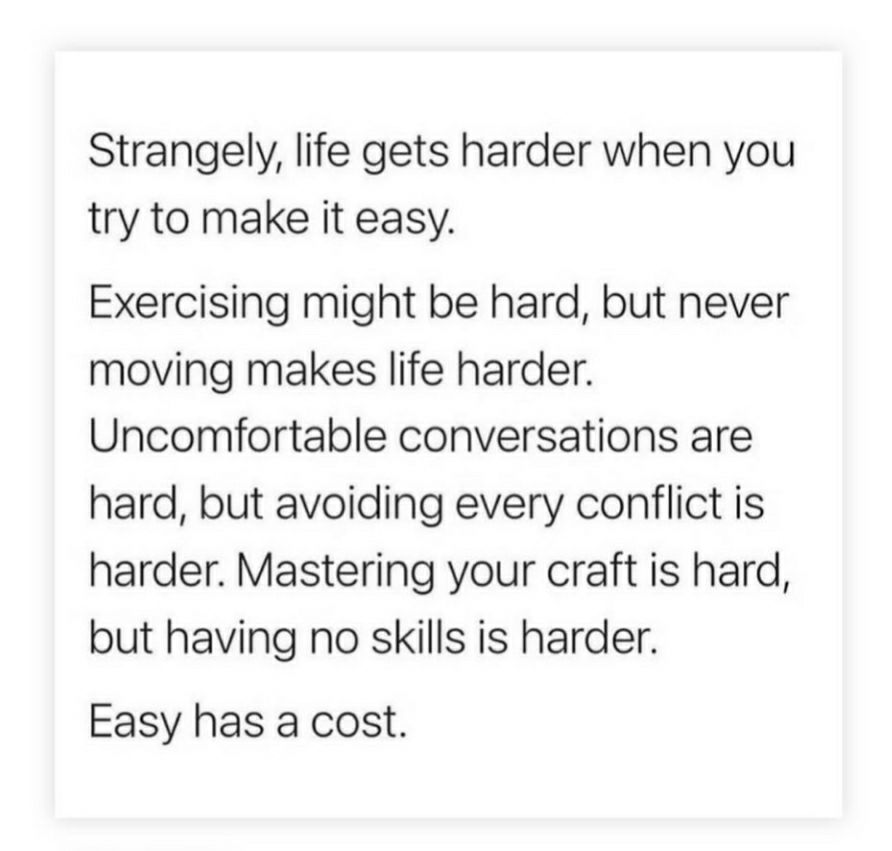 Strangely, life gets harder when you
try to make it easy.
Exercising might be hard, but never
moving makes life harder.
Uncomfortable conversations are
hard, but avoiding every conflict is
harder. Mastering your craft is hard,
but having no skills is harder.
Easy has a cost.